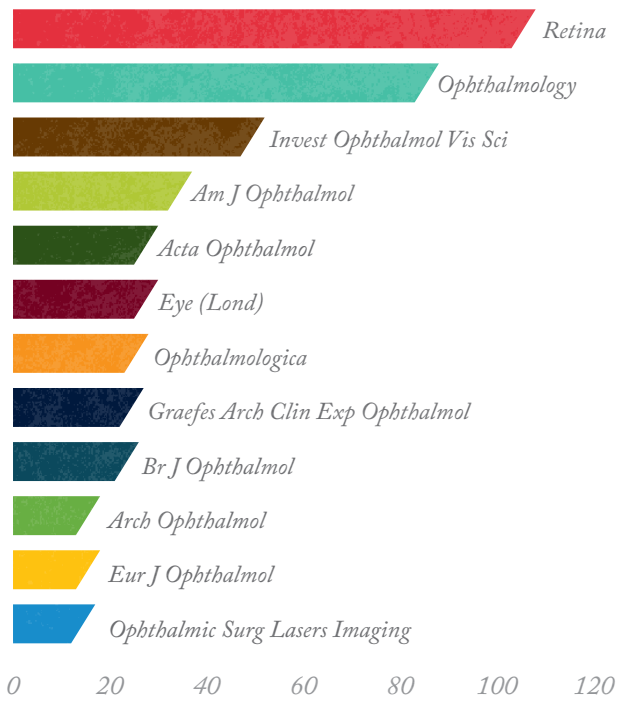 Retina
Ophthalmology
Invest Ophthalmol Vis Sci
Am J Ophthalmol
Acta Ophthalmol
Eye (Lond)
Ophthalmologica
Graefes Arch Clin Exp Ophthalmol
Br J Ophthalmol
Arch Ophthalmol
Eur J Ophthalmol
Ophthalmic Surg Lasers Imaging
0 20 40 60 80 100 120